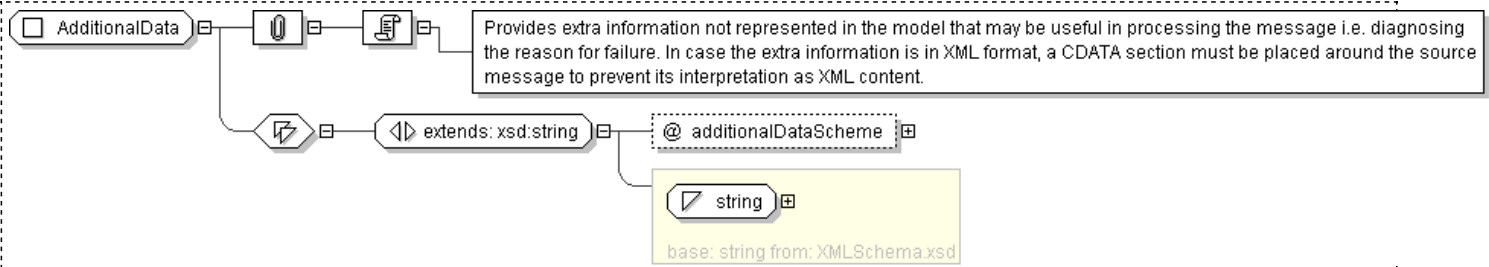 AdditionalData
Provides extra information not represented in the model that may be useful in processing the message i.e. diagnosing
the reason for failure. In case the extra information is in XML format, a CDATA section must be placed around the source
message to prevent its interpretation as XML content.
extends: xsd:string
@ additionalDataScheme
string
base: string from: XMLSchema.xsd